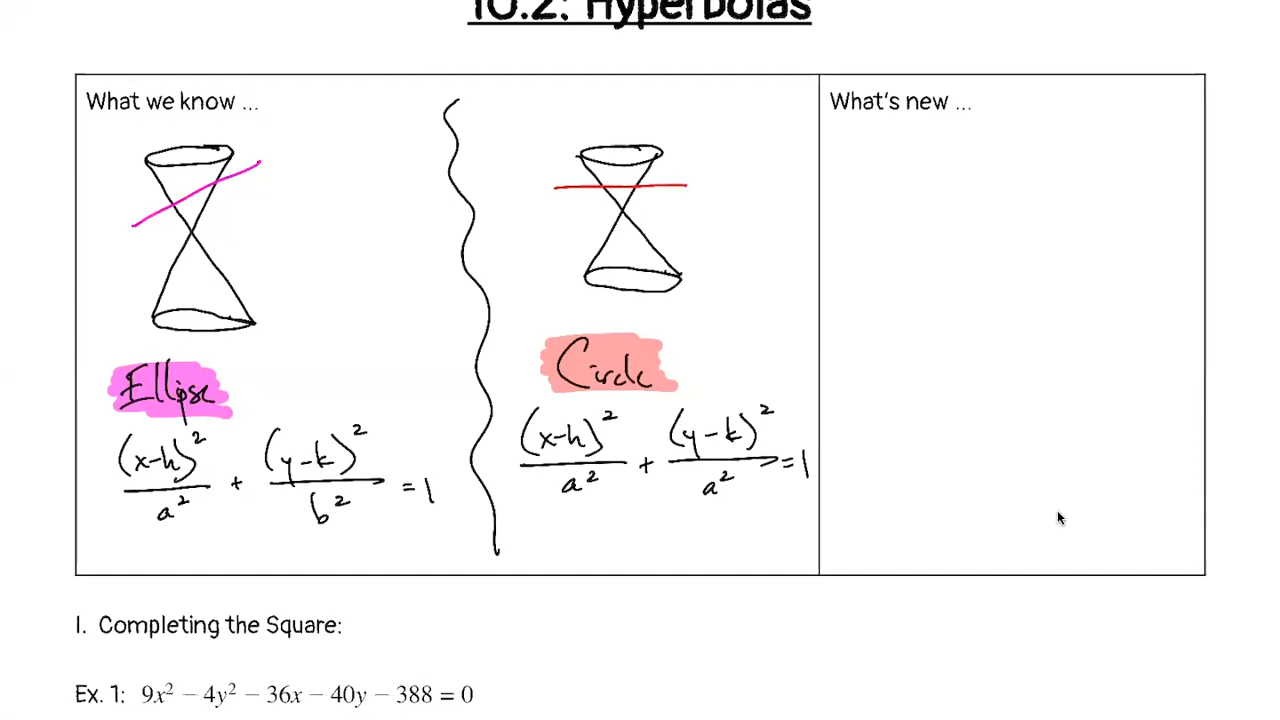 10.2: Hyperbolas
What we know ...
Ellipse
(x-h)²/a² + (y-k)²/b² = 1
Circle
(x-h)²/a² + (y-k)²/a² = 1
What's new ...
I. Completing the Square:
Ex. 1: 9x² − 4y² − 36x − 40y − 388 = 0